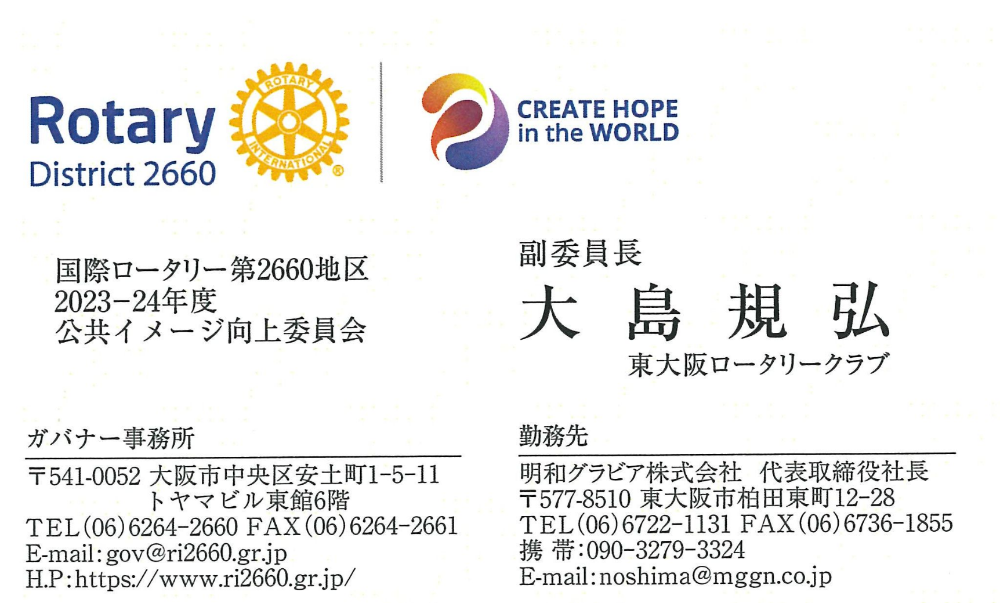 Rotary
District 2660
ROTARY
INTERNATIONAL
®
CREATE HOPE
in the WORLD
国際ロータリー第2660地区
2023−24年度
公共イメージ向上委員会
副委員長
大島規弘
東大阪ロータリークラブ
ガバナー事務所
〒541-0052 大阪市中央区安土町1−5−11
トヤマビル東館6階
TEL(06)6264−2660 FAX(06)6264−2661
E-mail:gov@ri2660.gr.jp
H.P:https://www.ri2660.gr.jp/
勤務先
明和グラビア株式会社 代表取締役社長
〒577-8510 東大阪市柏田東町12−28
TEL(06)6722−1131 FAX(06)6736−1855
携 帯:090−3279−3324
E-mail:noshima@mggn.co.jp